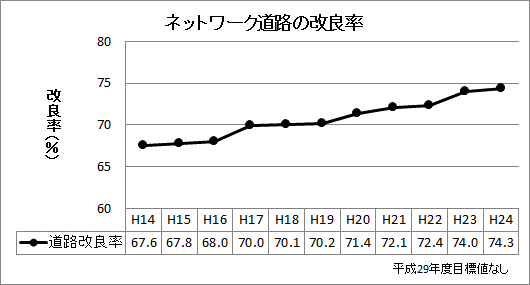 ネットワーク道路の改良率
改良率(%)
80
75
70
65
60
H14 H15 H16 H17 H18 H19 H20 H21 H22 H23 H24
道路改良率 67.6 67.8 68.0 70.0 70.1 70.2 71.4 72.1 72.4 74.0 74.3
平成29年度目標値なし